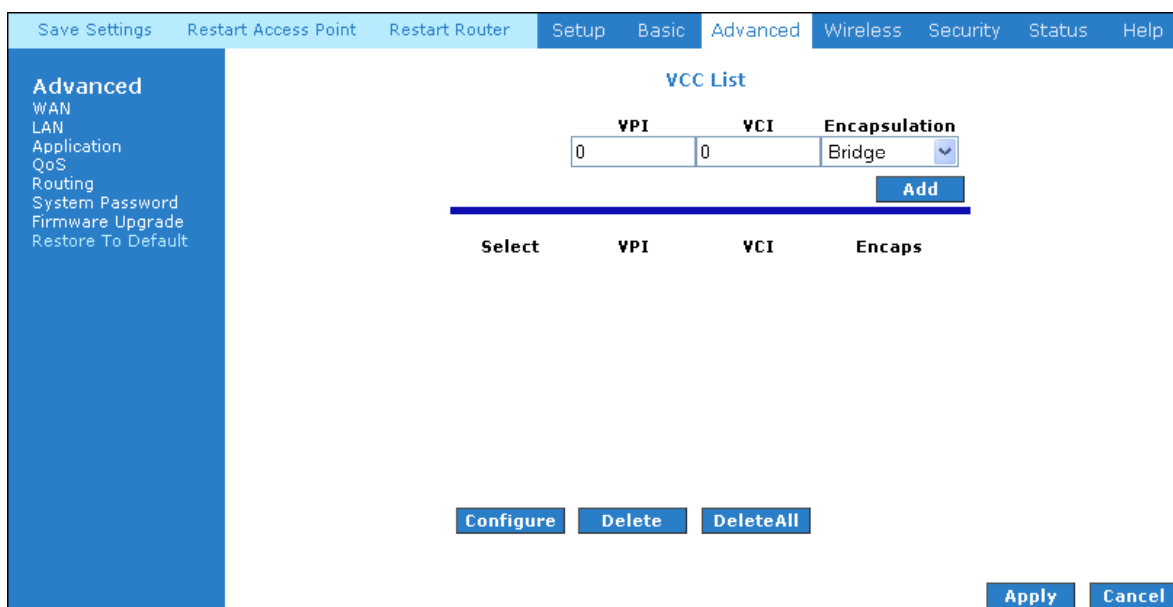 Save Settings Restart Access Point Restart Router Setup Basic Advanced Wireless Security Status Help
Advanced
WAN
LAN
Application
QoS
Routing
System Password
Firmware Upgrade
Restore To Default
VCC List
VPI VCI Encapsulation
0 0 Bridge
Add
Select VPI VCI Encaps
Configure Delete DeleteAll
Apply Cancel